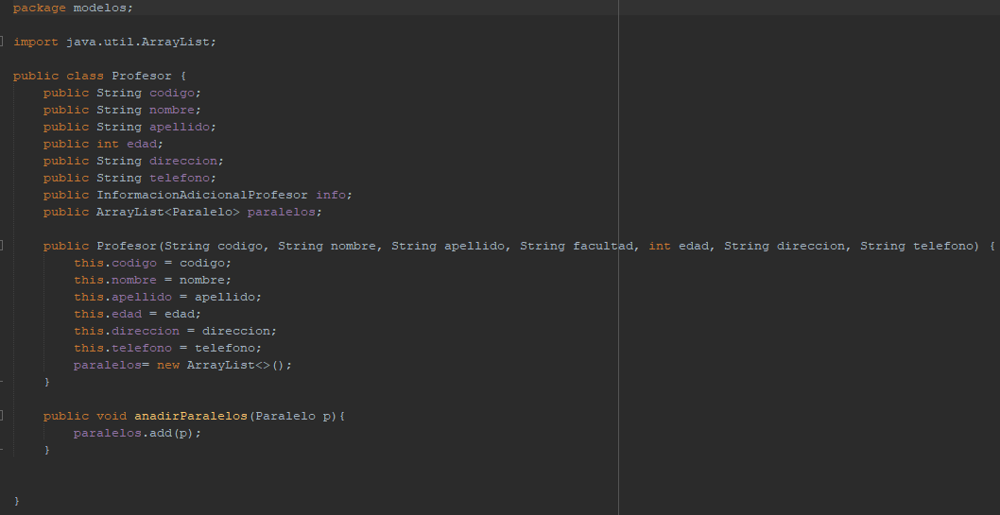 package modelos;
import java.util.ArrayList;
public class Profesor {
public String codigo;
public String nombre;
public String apellido;
public int edad;
public String direccion;
public String telefono;
public InformacionAdicionalProfesor info;
public ArrayList<Paralelo> paralelos;
public Profesor(String codigo, String nombre, String apellido, String facultad, int edad, String direccion, String telefono) {
this.codigo = codigo;
this.nombre = nombre;
this.apellido = apellido;
this.edad = edad;
this.direccion = direccion;
this.telefono = telefono;
paralelos= new ArrayList<>();
}
public void anadirParalelos(Paralelo p){
paralelos.add(p);
}
}